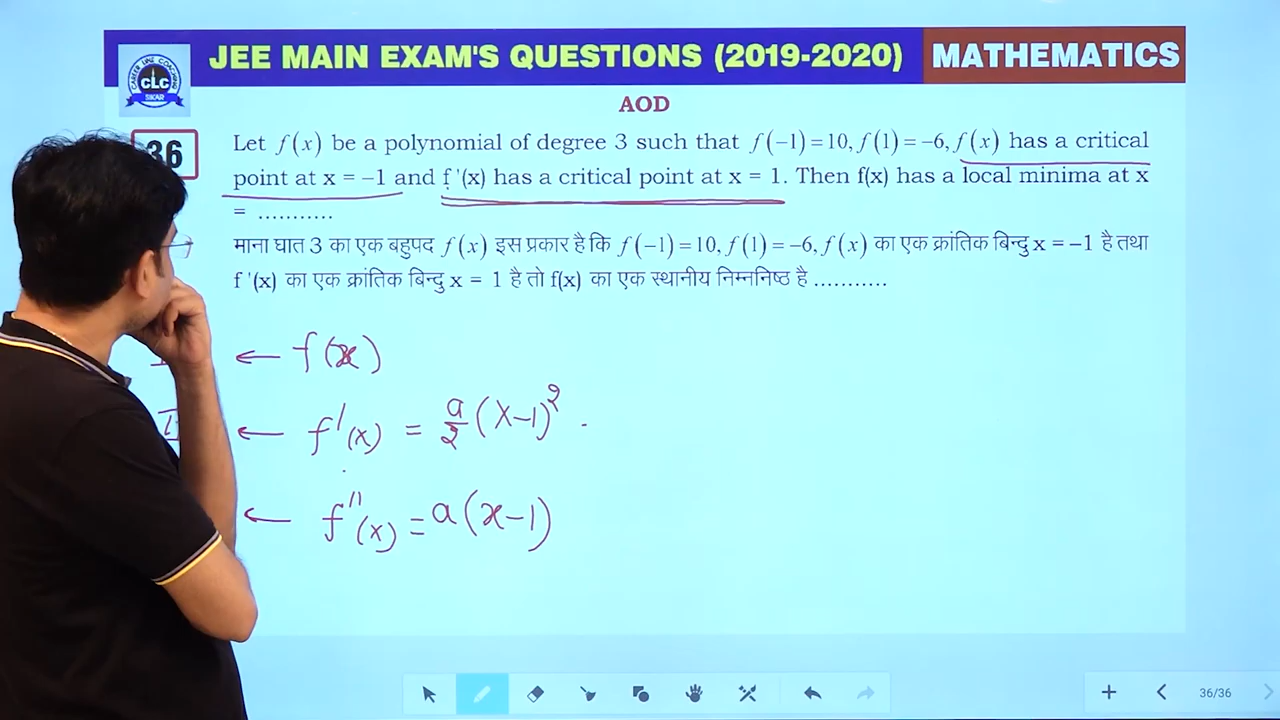 JEE MAIN EXAM'S QUESTIONS (2019-2020) MATHEMATICS
CLC
SIKAR
AOD
36
Let f(x) be a polynomial of degree 3 such that f(−1)=10, f(1)=−6, f(x) has a critical
point at x = −1 and f '(x) has a critical point at x = 1. Then f(x) has a local minima at x
= ...........
माना घात 3 का एक बहुपद f(x) इस प्रकार है कि f(−1)=10, f(1)=−6, f(x) का एक क्रांतिक बिन्दु x = −1 है तथा
f '(x) का एक क्रांतिक बिन्दु x = 1 है तो f(x) का एक स्थानीय निम्ननिष्ठ है ...........
← f(x)
← f'(x) = a/2 (x−1)² .
← f''(x) = a(x−1)
36/36